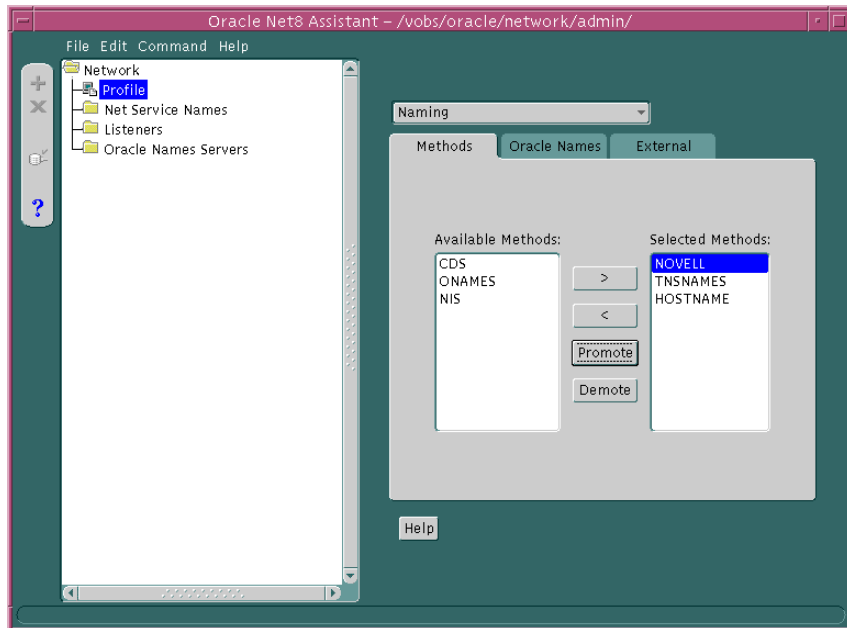 Oracle Net8 Assistant – /vobs/oracle/network/admin/
File Edit Command Help
Network
Profile
Net Service Names
Listeners
Oracle Names Servers
?
Naming
Methods Oracle Names External
Available Methods: Selected Methods:
CDS
ONAMES
NIS
>
<
Promote
Demote
NOVELL
TNSNAMES
HOSTNAME
Help